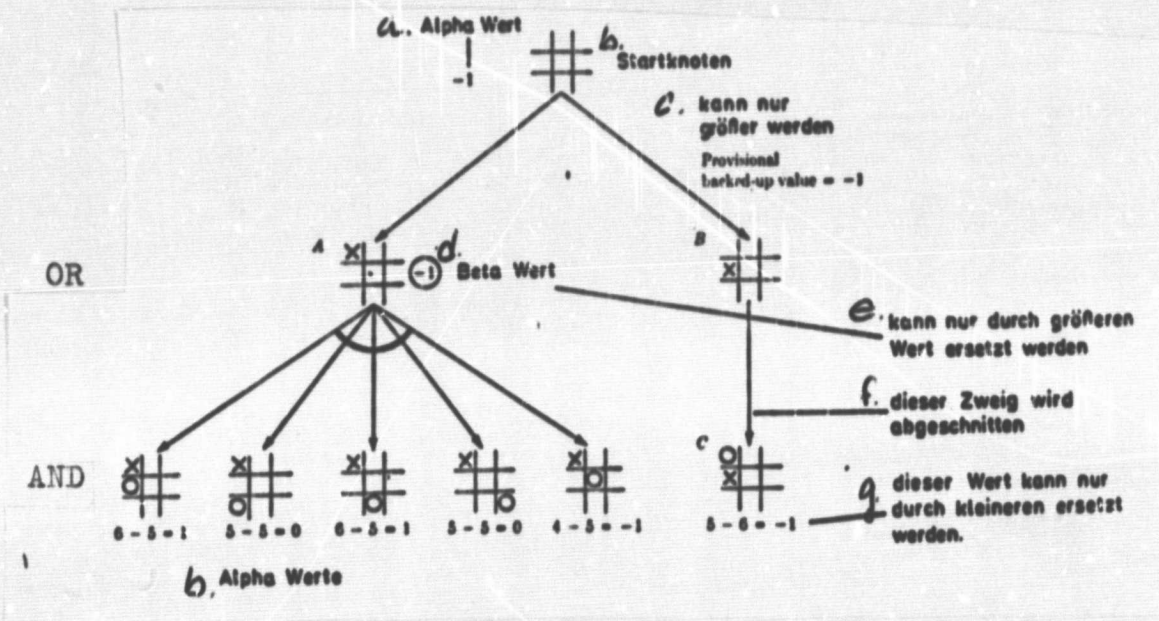 a. Alpha Wert
-1
b. Startknoten
c. kann nur
größer werden
Provisional
backed-up value = -1
OR
A
X
-1
d. Beta Wert
B
X
e. kann nur durch größeren
Wert ersetzt werden
f. dieser Zweig wird
abgeschnitten
AND
X
O
X
O
X
O
X
O
X
O
C
O
X
6 - 5 = 1
5 - 5 = 0
6 - 5 = 1
5 - 5 = 0
4 - 5 = -1
5 - 6 = -1
g. dieser Wert kann nur
durch kleineren ersetzt
werden.
b. Alpha Werte